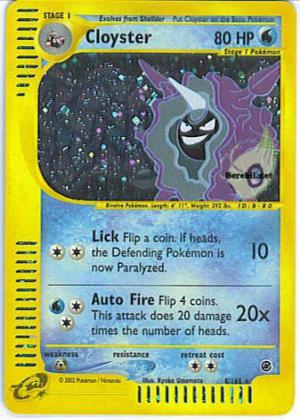 STAGE 1
Evolves from Shellder Put Cloyster on the Basic Pokémon
Cloyster 80 HP
Stage 1 Pokémon
Serebii.net
Bivalve Pokémon. Length: 4' 11", Weight: 292 lbs.
Lick Flip a coin. If heads,
the Defending Pokémon is
now Paralyzed.
10
Auto Fire Flip 4 coins.
This attack does 20 damage
times the number of heads.
20x
weakness resistance retreat cost
© 2002 Pokémon / Nintendo
Illus. Kyoko Umemoto